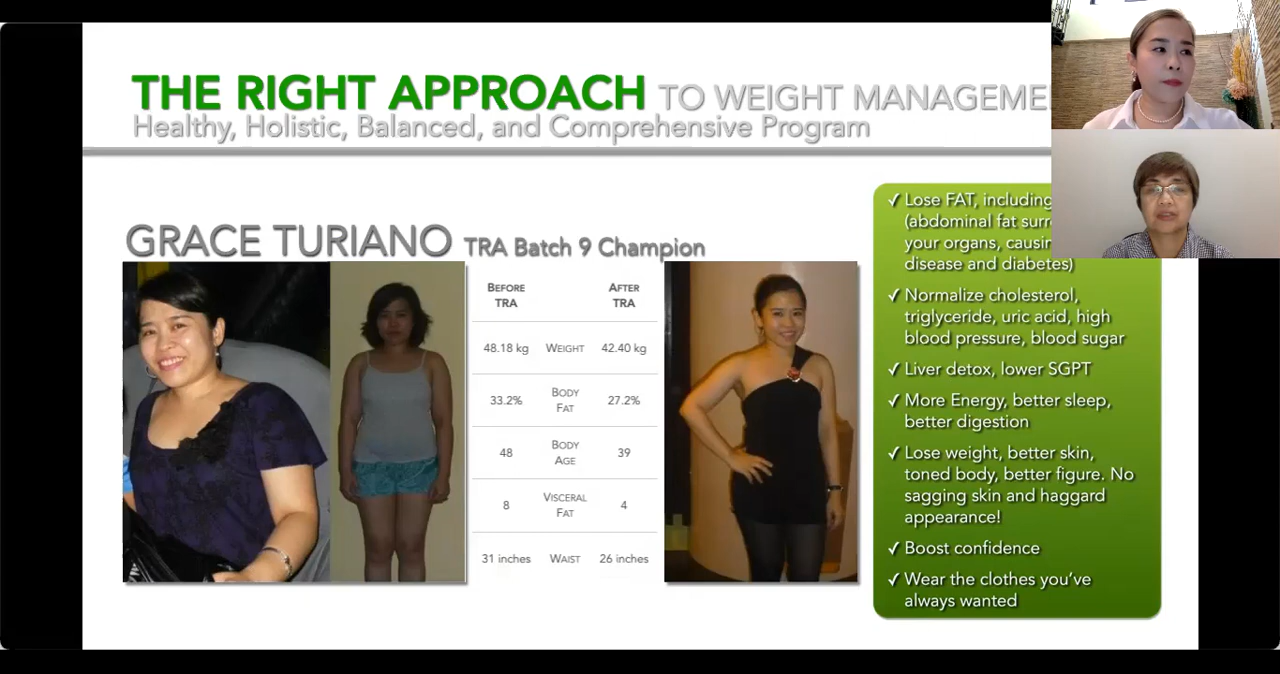 THE RIGHT APPROACH TO WEIGHT
Healthy, Holistic, Balanced, and Comprehensive Program
GRACE TURIANO TRA Batch 9 Champion
BEFORE TRA AFTER TRA
48.18 kg WEIGHT 42.40 kg
33.2% BODY FAT 27.2%
48 BODY AGE 39
8 VISCERAL FAT 4
31 inches WAIST 26 inches
✓ Lose FAT, including
(abdominal fat
your organs,
disease and diabetes)
✓ Normalize cholesterol,
triglyceride, uric acid, high
blood pressure, blood sugar
✓ Liver detox, lower SGPT
✓ More Energy, better sleep,
better digestion
✓ Lose weight, better skin,
toned body, better figure. No
sagging skin and haggard
appearance!
✓ Boost confidence
✓ Wear the clothes you've
always wanted